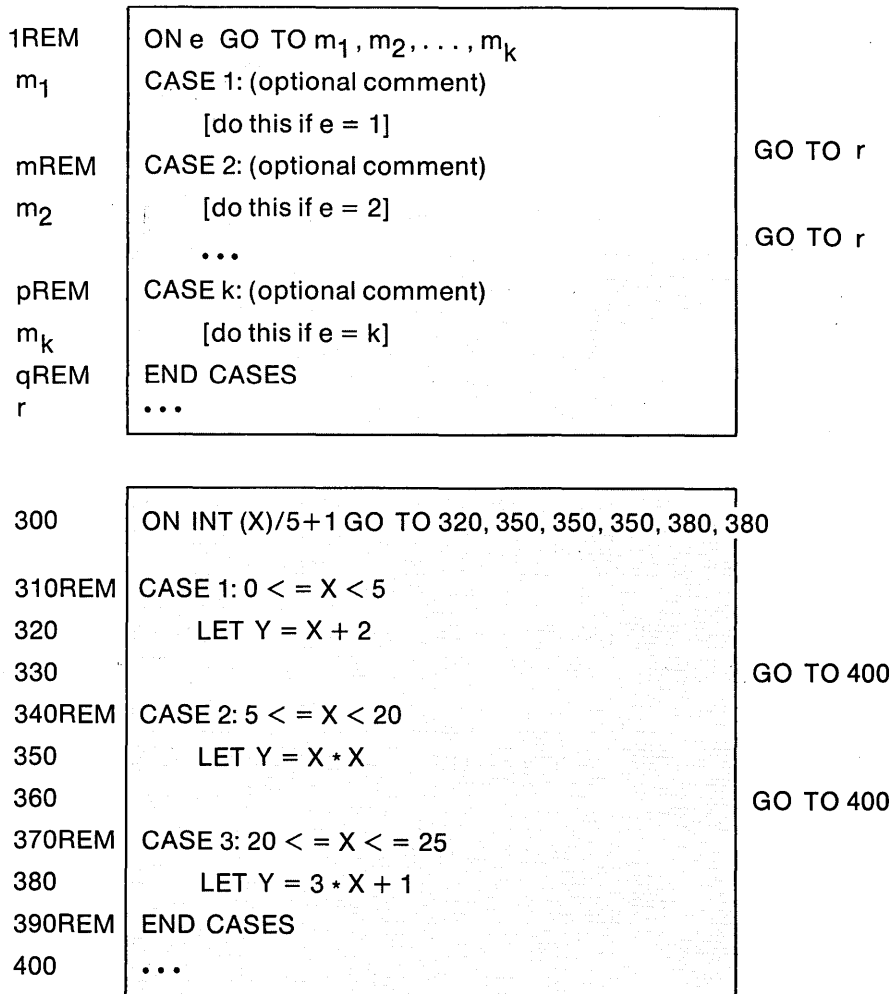 1REM ON e GO TO m1, m2, . . . , mk
m1 CASE 1: (optional comment)
[do this if e = 1]
GO TO r
mREM CASE 2: (optional comment)
m2 [do this if e = 2]
GO TO r
• • •
pREM CASE k: (optional comment)
mk [do this if e = k]
qREM END CASES
r • • •
300 ON INT (X)/5+1 GO TO 320, 350, 350, 350, 380, 380
310REM CASE 1: 0 < = X < 5
320 LET Y = X + 2
330 GO TO 400
340REM CASE 2: 5 < = X < 20
350 LET Y = X * X
360 GO TO 400
370REM CASE 3: 20 < = X < = 25
380 LET Y = 3 * X + 1
390REM END CASES
400 • • •